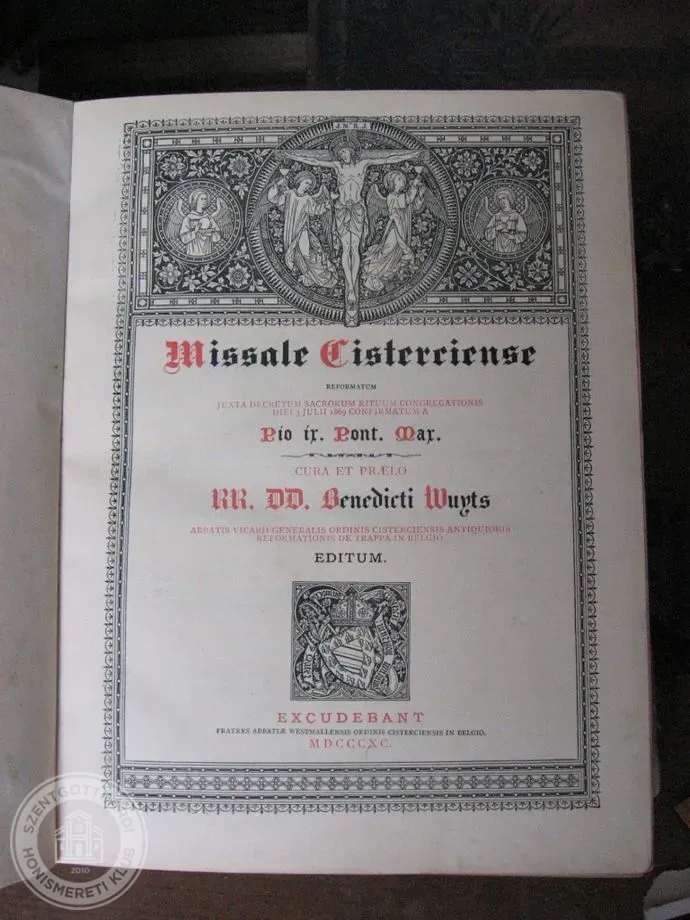 J.N.R.J.
Missale Cisterciense
REFORMATUM
JUXTA DECRETUM SACRORUM RITUUM CONGREGATIONIS
DIEI 3 JULII 1869 CONFIRMATUM A
Pio ix. Pont. Max.
CURA ET PRÆLO
RR. DD. Benedicti Wuyts
ABBATIS VICARII GENERALIS ORDINIS CISTERCIENSIS ANTIQUIORIS
REFORMATIONIS DE TRAPPA IN BELGIO
EDITUM.
EXCUDEBANT
FRATRES ABBATIÆ WESTMALLENSIS ORDINIS CISTERCIENSIS IN BELGIO.
MDCCCXC.
SZENTGOTTHÁRDI
HONISMERETI KLUB
2010